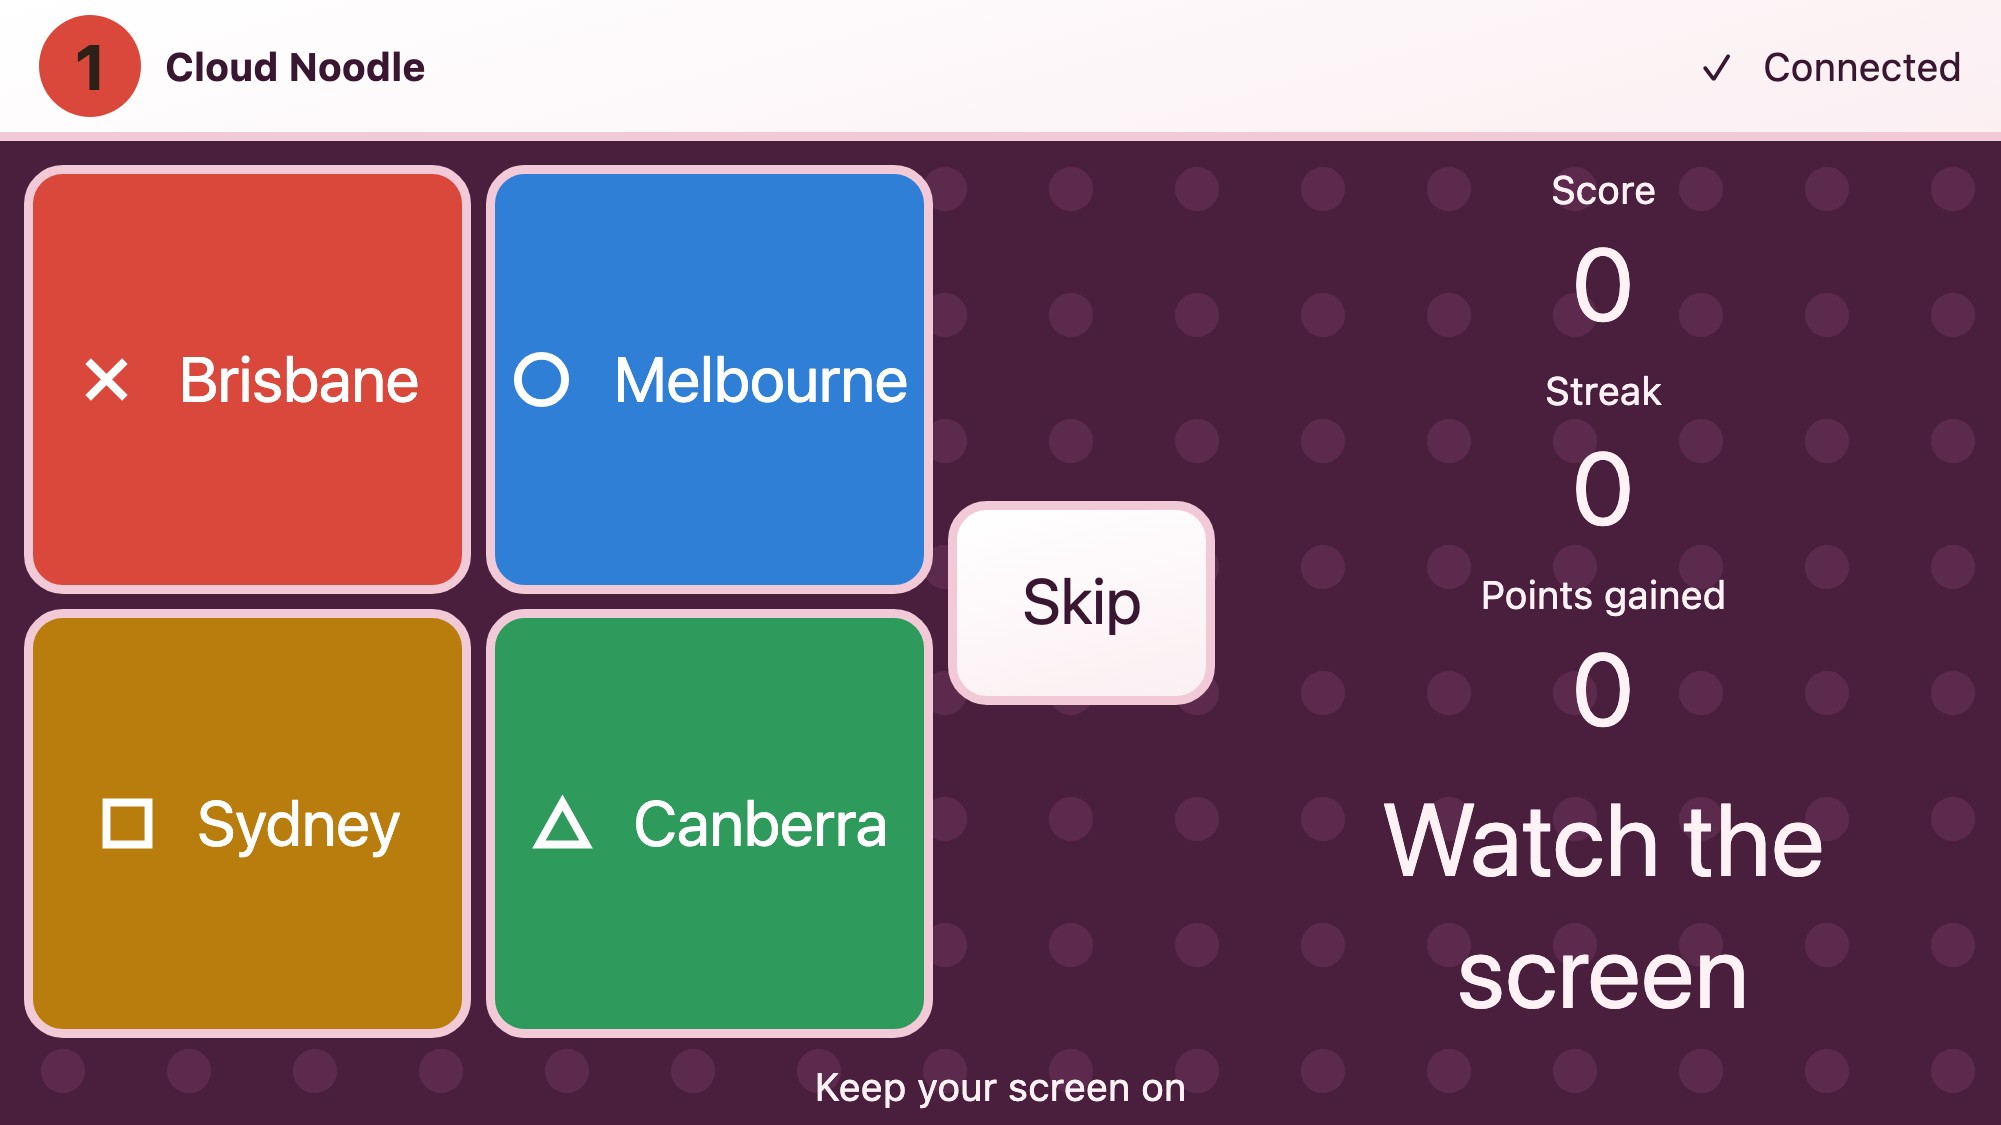 1
Cloud Noodle
Connected
Brisbane
Melbourne
Sydney
Canberra
Skip
Score
0
Streak
0
Points gained
0
Watch the
screen
Keep your screen on